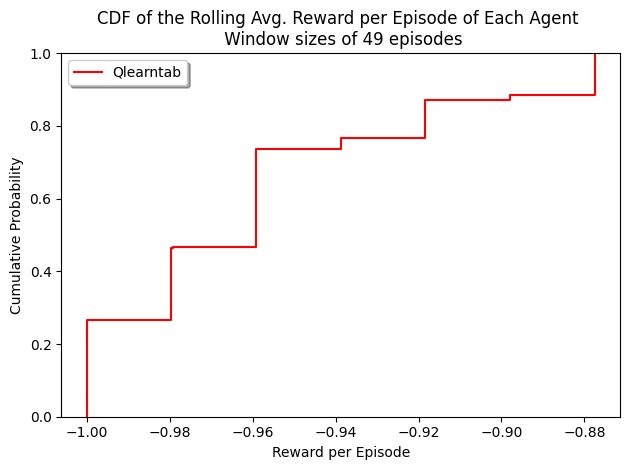 CDF of the Rolling Avg. Reward per Episode of Each Agent
Window sizes of 49 episodes
Qlearntab
1.0
0.8
0.6
0.4
0.2
0.0
Cumulative Probability
−1.00 −0.98 −0.96 −0.94 −0.92 −0.90 −0.88
Reward per Episode